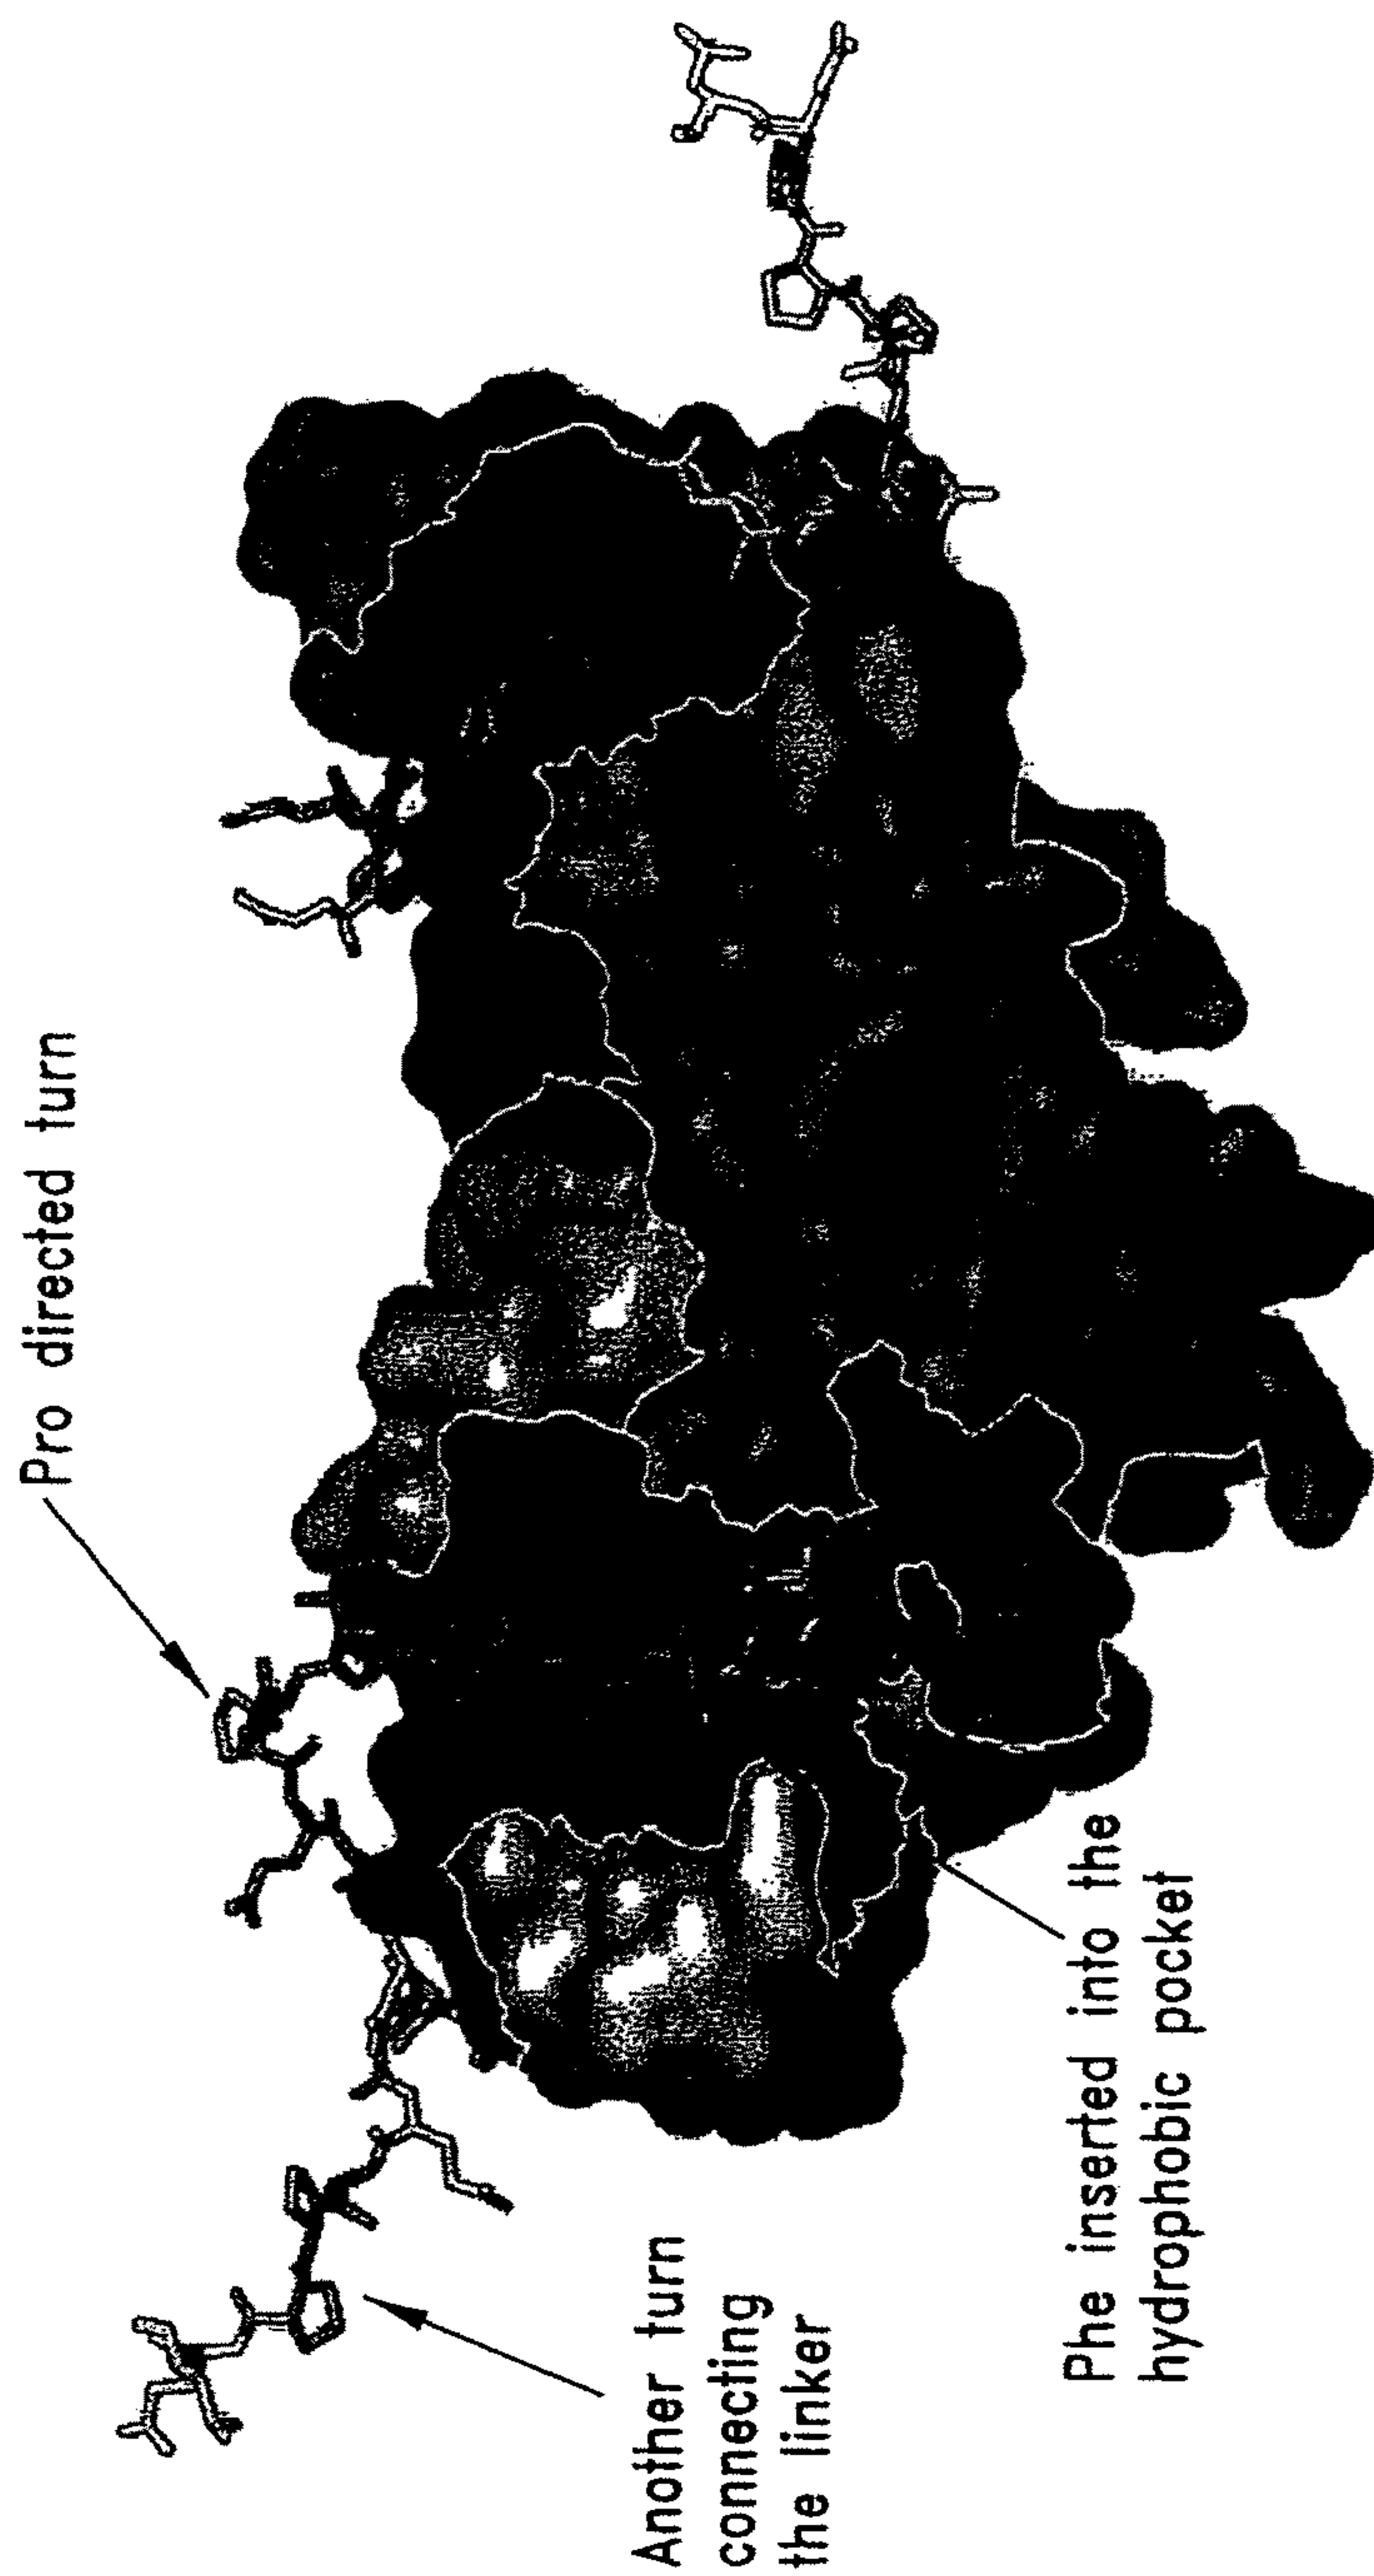 Pro directed turn
Another turn
connecting
the linker
Phe inserted into the
hydrophobic pocket